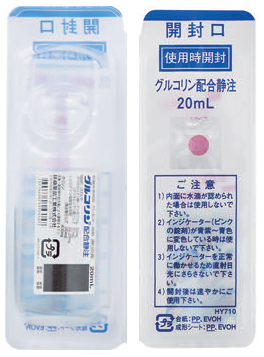 開封口
グルコリン配合静注
20mL
プラ
PP, EVOH
開封口
使用時開封
グルコリン配合静注
20mL
ご注意
1)内面に水滴が認められ
た場合は使用しないで
下さい。
2)インジケーター(ピンク
の錠剤)が青紫〜青色
に変色している時は使
用しないで下さい。
3)インジケーターを正常
に働かせるため直射日
光にさらさないで下さ
い。
4)開封後は速やかにご
使用下さい。
HY710
プラ
台紙:PP, EVOH
成形シート:PP, EVOH